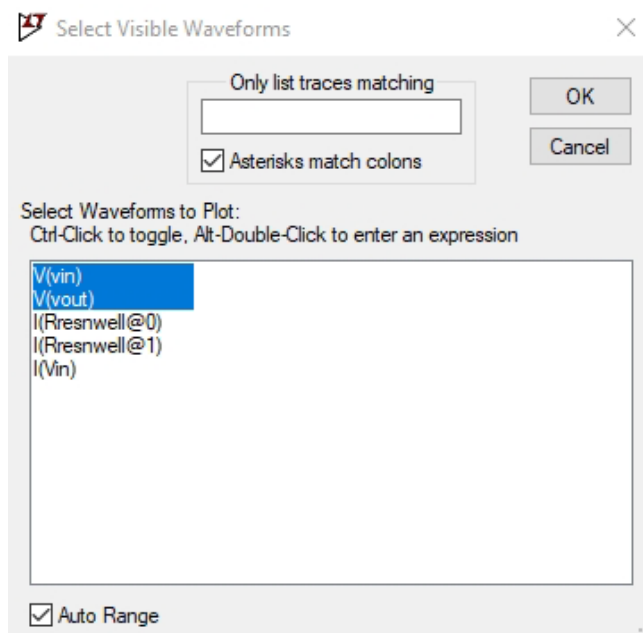 Select Visible Waveforms
Only list traces matching
OK
Asterisks match colons
Cancel
Select Waveforms to Plot:
Ctrl-Click to toggle, Alt-Double-Click to enter an expression
V(vin)
V(vout)
I(Rresnwell@0)
I(Rresnwell@1)
I(Vin)
Auto Range